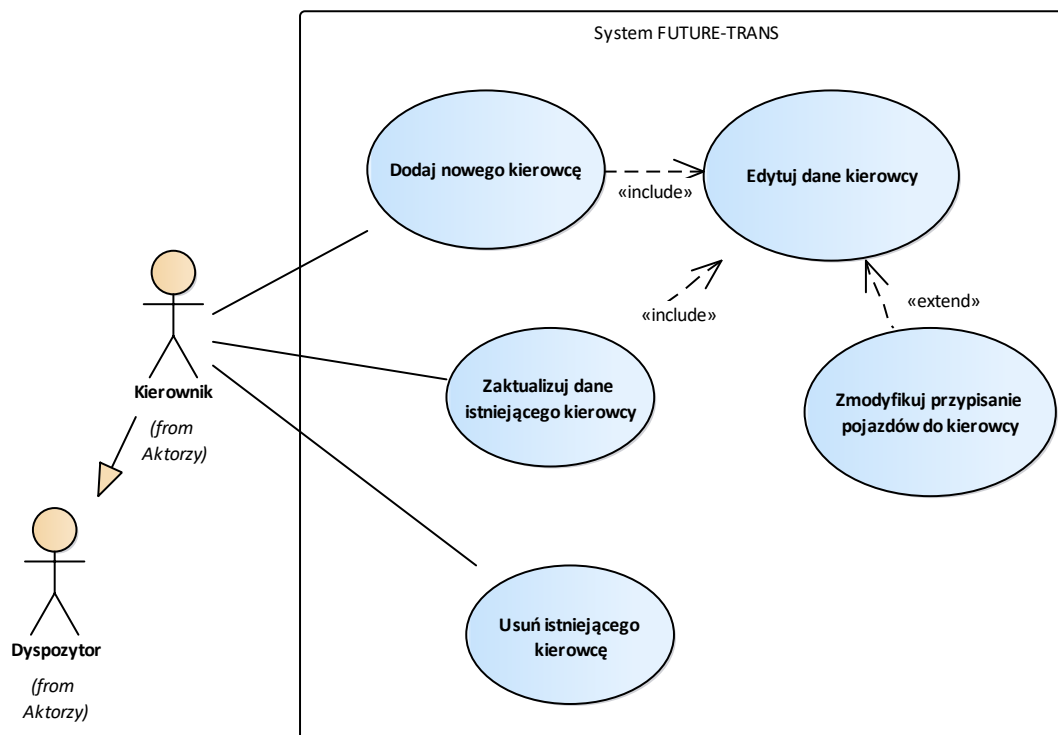 System FUTURE-TRANS
Dodaj nowego kierowcę
«include»
Edytuj dane kierowcy
«include»
«extend»
Kierownik
(from
Aktorzy)
Zaktualizuj dane
istniejącego kierowcy
Zmodyfikuj przypisanie
pojazdów do kierowcy
Dyspozytor
(from
Aktorzy)
Usuń istniejącego
kierowcę